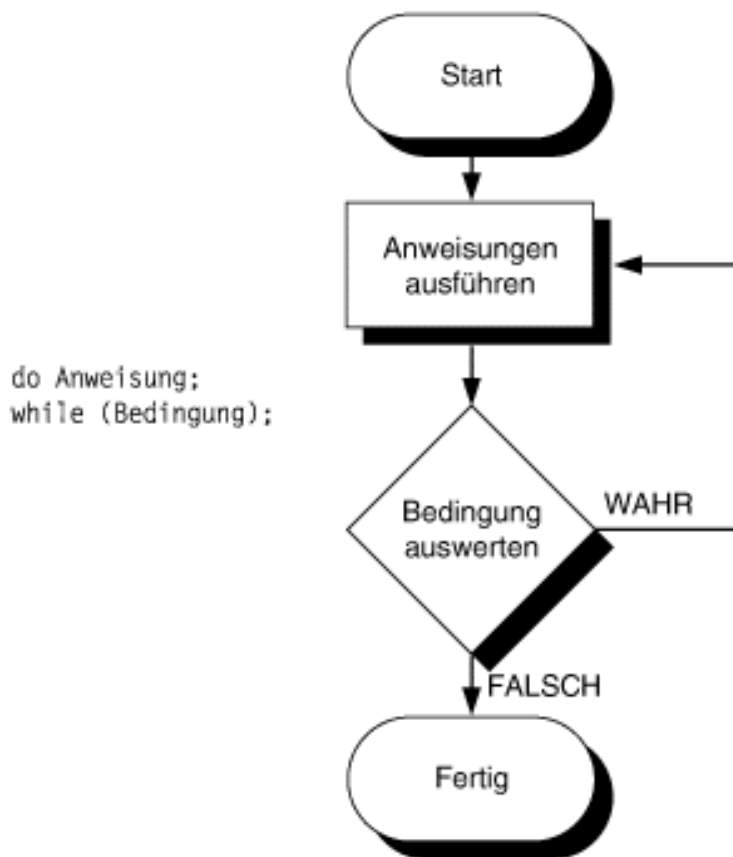 Start
Anweisungen
ausführen
do Anweisung;
while (Bedingung);
Bedingung
auswerten
WAHR
FALSCH
Fertig